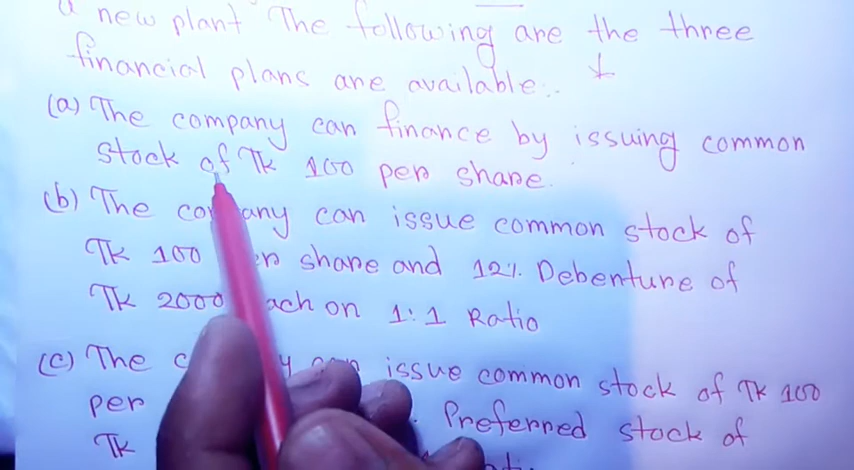 a new plant The following are the three
financial plans are available..
(a) The company can finance by issuing common
stock of Tk 100 per share.
(b) The company can issue common stock of
Tk 100 share and 12% Debenture of
Tk 2000 on 1:1 Ratio
(c) The issue common stock of Tk 100
per Preferred stock of
Tk